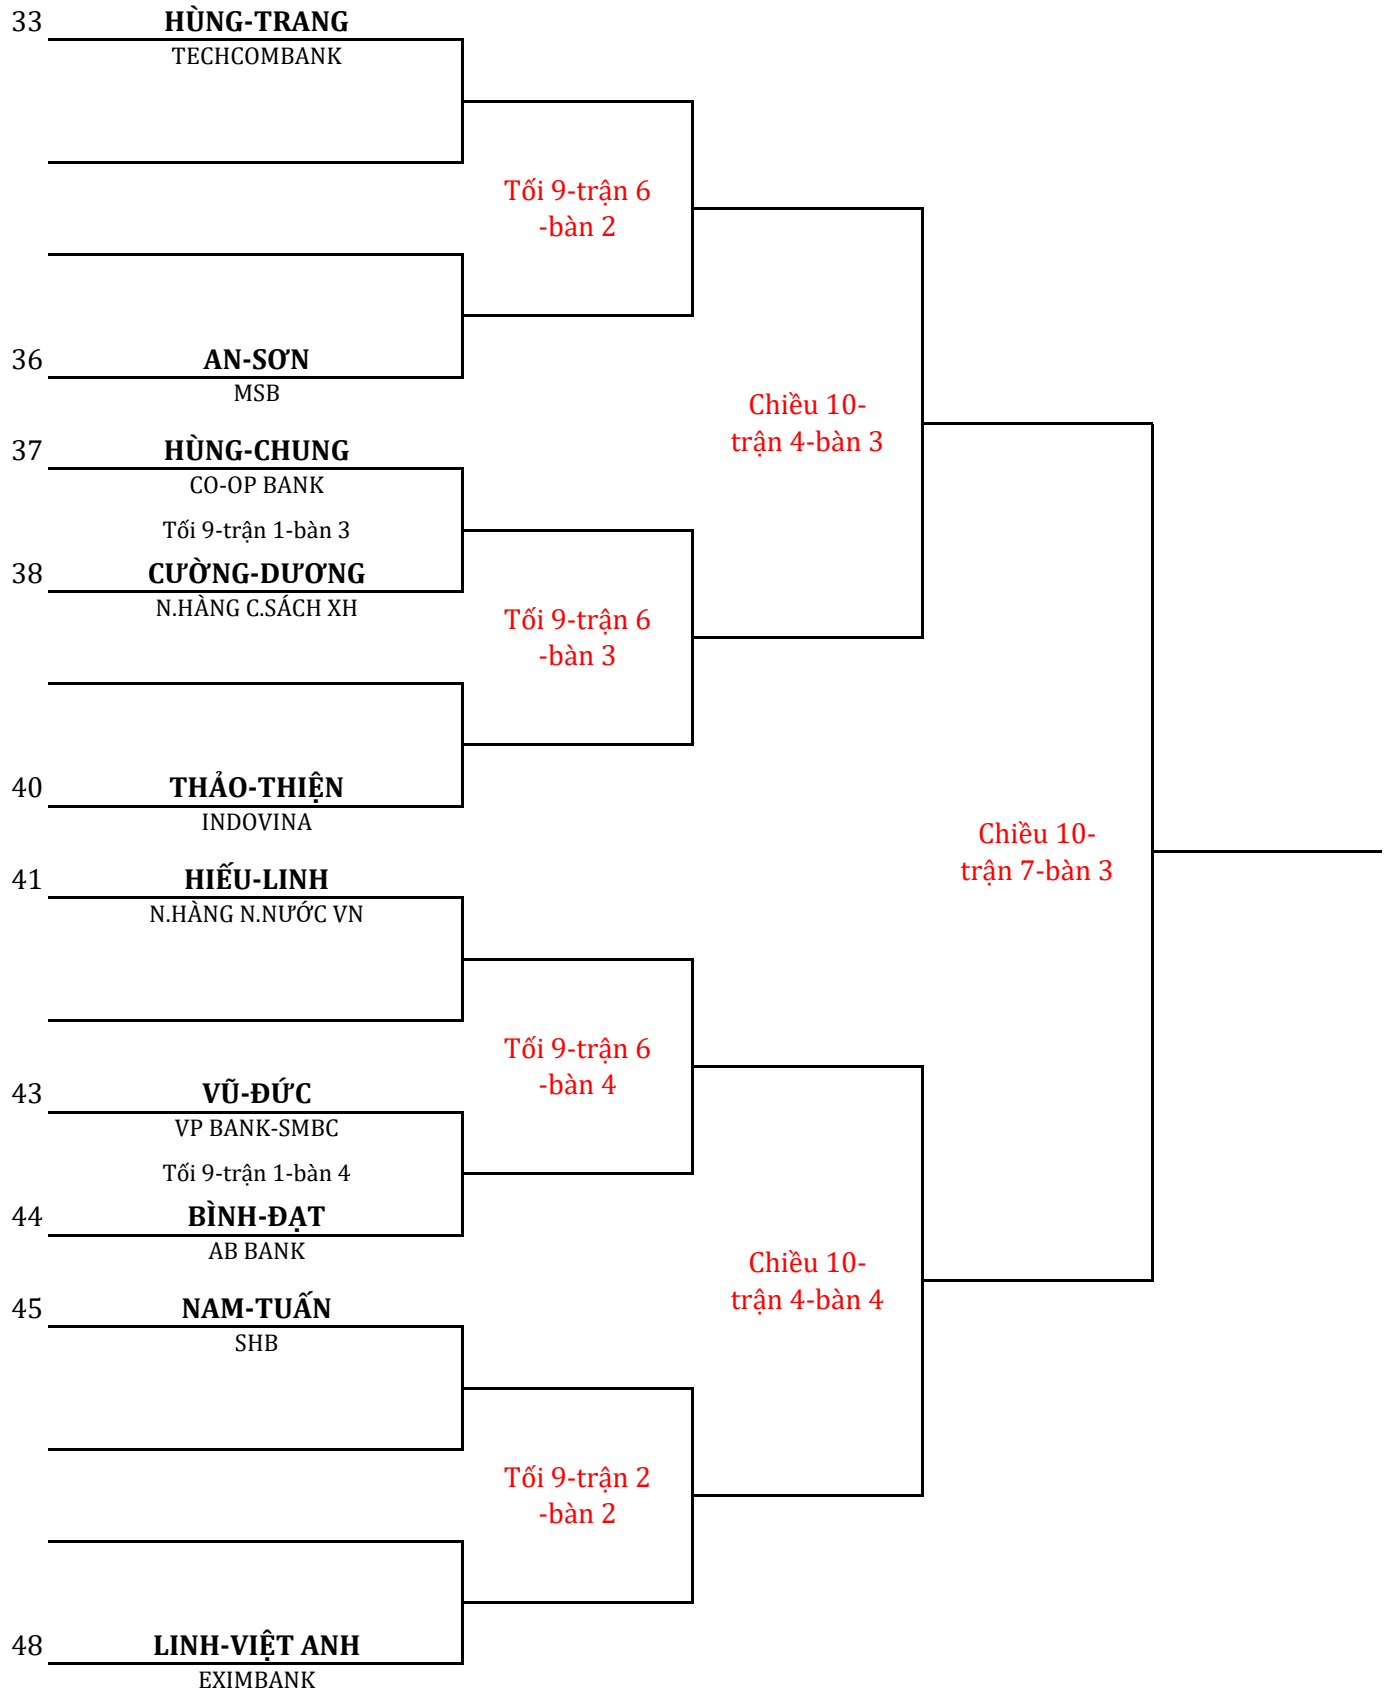 33 HÙNG-TRANG
TECHCOMBANK
Tối 9-trận 6
-bàn 2
36 AN-SƠN
MSB
Chiều 10-
trận 4-bàn 3
37 HÙNG-CHUNG
CO-OP BANK
Tối 9-trận 1-bàn 3
38 CƯỜNG-DƯƠNG
N.HÀNG C.SÁCH XH
Tối 9-trận 6
-bàn 3
40 THẢO-THIỆN
INDOVINA
Chiều 10-
trận 7-bàn 3
41 HIẾU-LINH
N.HÀNG N.NƯỚC VN
Tối 9-trận 6
-bàn 4
43 VŨ-ĐỨC
VP BANK-SMBC
Tối 9-trận 1-bàn 4
44 BÌNH-ĐẠT
AB BANK
Chiều 10-
trận 4-bàn 4
45 NAM-TUẤN
SHB
Tối 9-trận 2
-bàn 2
48 LINH-VIỆT ANH
EXIMBANK